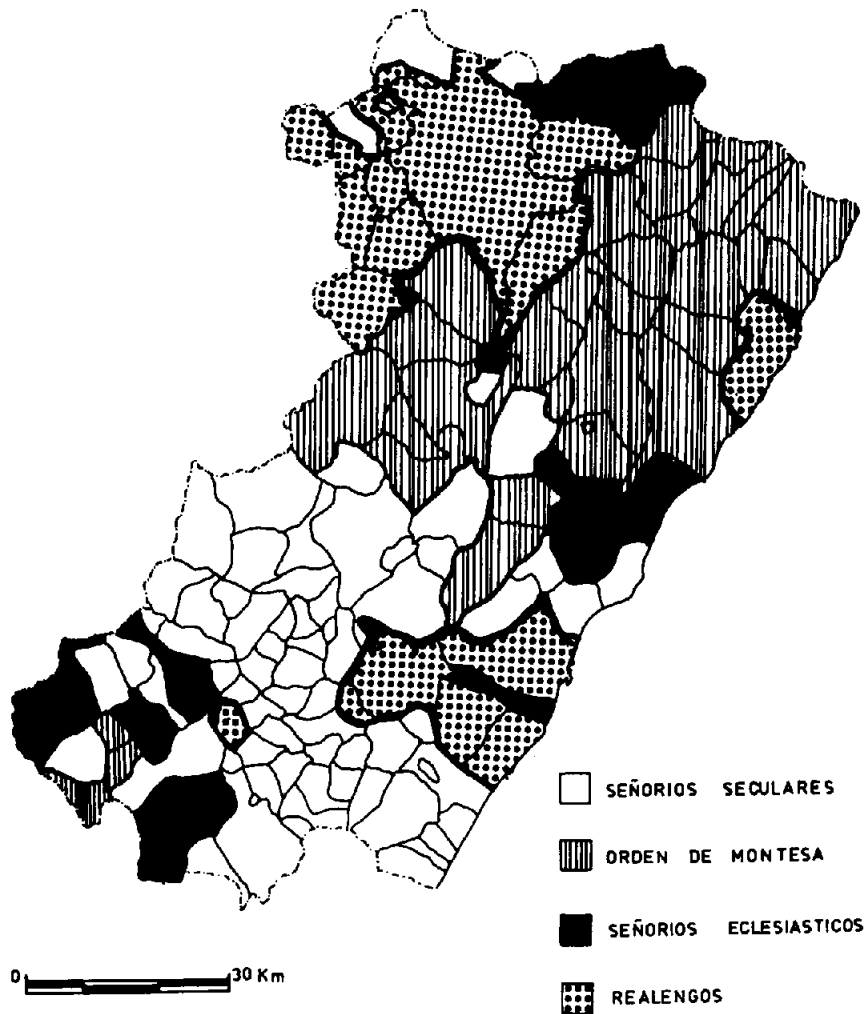 SEÑORIOS SECULARES
ORDEN DE MONTESA
SEÑORIOS ECLESIASTICOS
REALENGOS
0 30 Km